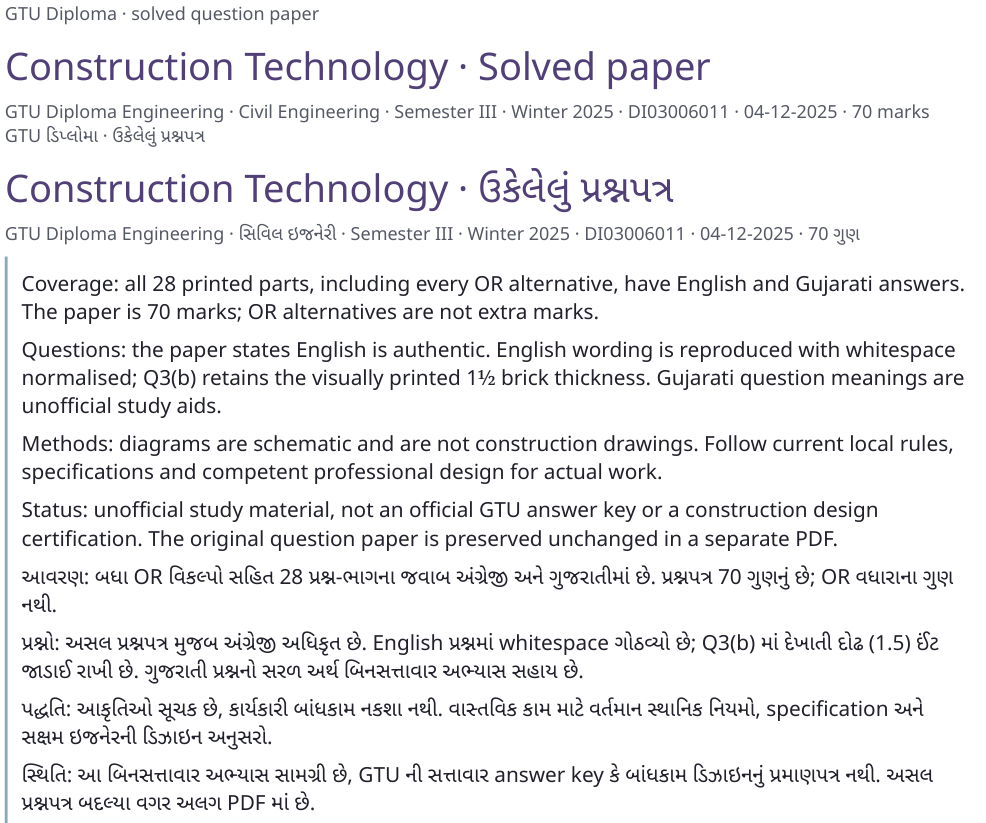 GTU Diploma · solved question paper
Construction Technology · Solved paper
GTU Diploma Engineering · Civil Engineering · Semester III · Winter 2025 · DI03006011 · 04-12-2025 · 70 marks
GTU ડિપ્લોમા · ઉકેલેલું પ્રશ્નપત્ર
Construction Technology · ઉકેલેલું પ્રશ્નપત્ર
GTU Diploma Engineering · સિવિલ ઇજનેરી · Semester III · Winter 2025 · DI03006011 · 04-12-2025 · 70 ગુણ
Coverage: all 28 printed parts, including every OR alternative, have English and Gujarati answers.
The paper is 70 marks; OR alternatives are not extra marks.
Questions: the paper states English is authentic. English wording is reproduced with whitespace
normalised; Q3(b) retains the visually printed 1½ brick thickness. Gujarati question meanings are
unofficial study aids.
Methods: diagrams are schematic and are not construction drawings. Follow current local rules,
specifications and competent professional design for actual work.
Status: unofficial study material, not an official GTU answer key or a construction design
certification. The original question paper is preserved unchanged in a separate PDF.
આવરણ: બધા OR વિકલ્પો સહિત 28 પ્રશ્ન-ભાગના જવાબ અંગ્રેજી અને ગુજરાતીમાં છે. પ્રશ્નપત્ર 70 ગુણનું છે; OR વધારાના ગુણ
નથી.
પ્રશ્નો: અસલ પ્રશ્નપત્ર મુજબ અંગ્રેજી અધિકૃત છે. English પ્રશ્નમાં whitespace ગોઠવ્યો છે; Q3(b) માં દેખાતી દોઢ (1.5) ઈંટ
જાડાઈ રાખી છે. ગુજરાતી પ્રશ્નનો સરળ અર્થ બિનસત્તાવાર અભ્યાસ સહાય છે.
પદ્ધતિ: આકૃતિઓ સૂચક છે, કાર્યકારી બાંધકામ નકશા નથી. વાસ્તવિક કામ માટે વર્તમાન સ્થાનિક નિયમો, specification અને
સક્ષમ ઇજનેરની ડિઝાઇન અનુસરો.
સ્થિતિ: આ બિનસત્તાવાર અભ્યાસ સામગ્રી છે, GTU ની સત્તાવાર answer key કે બાંધકામ ડિઝાઇનનું પ્રમાણપત્ર નથી. અસલ
પ્રશ્નપત્ર બદલ્યા વગર અલગ PDF માં છે.